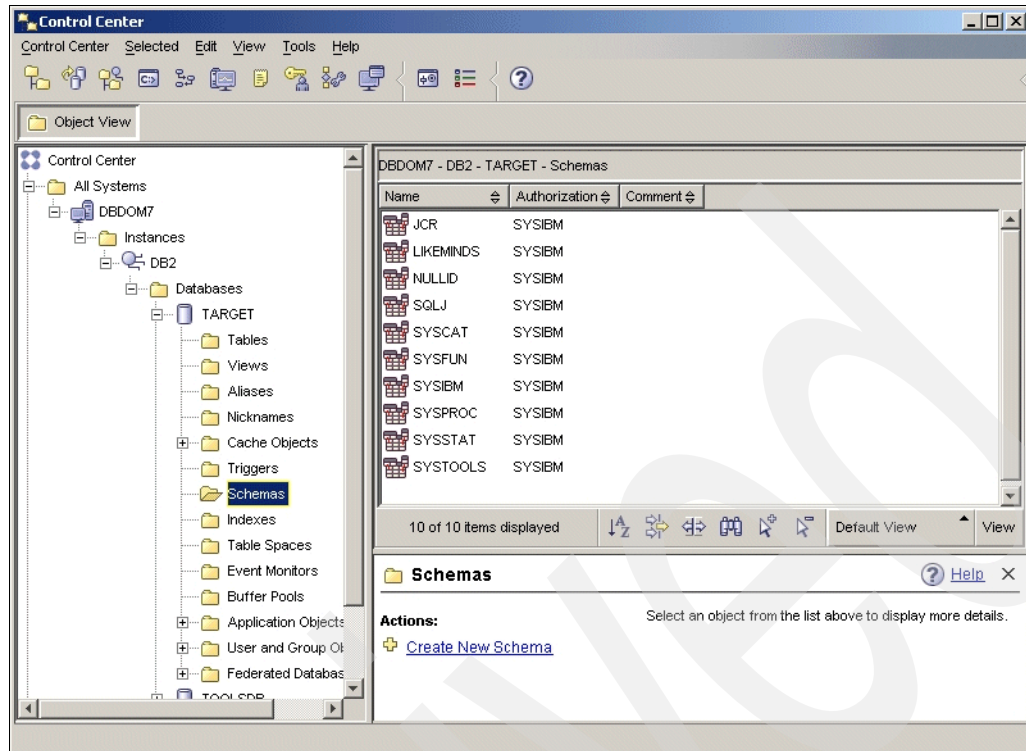 Control Center
Control Center Selected Edit View Tools Help
Object View
Control Center
All Systems
DBDOM7
Instances
DB2
Databases
TARGET
Tables
Views
Aliases
Nicknames
Cache Objects
Triggers
Schemas
Indexes
Table Spaces
Event Monitors
Buffer Pools
Application Objects
User and Group Ob
Federated Databas
TOOLSDB
DBDOM7 - DB2 - TARGET - Schemas
Name Authorization Comment
JCR SYSIBM
LIKEMINDS SYSIBM
NULLID SYSIBM
SQLJ SYSIBM
SYSCAT SYSIBM
SYSFUN SYSIBM
SYSIBM SYSIBM
SYSPROC SYSIBM
SYSSTAT SYSIBM
SYSTOOLS SYSIBM
10 of 10 items displayed Default View View
Schemas Help
Actions: Select an object from the list above to display more details.
Create New Schema